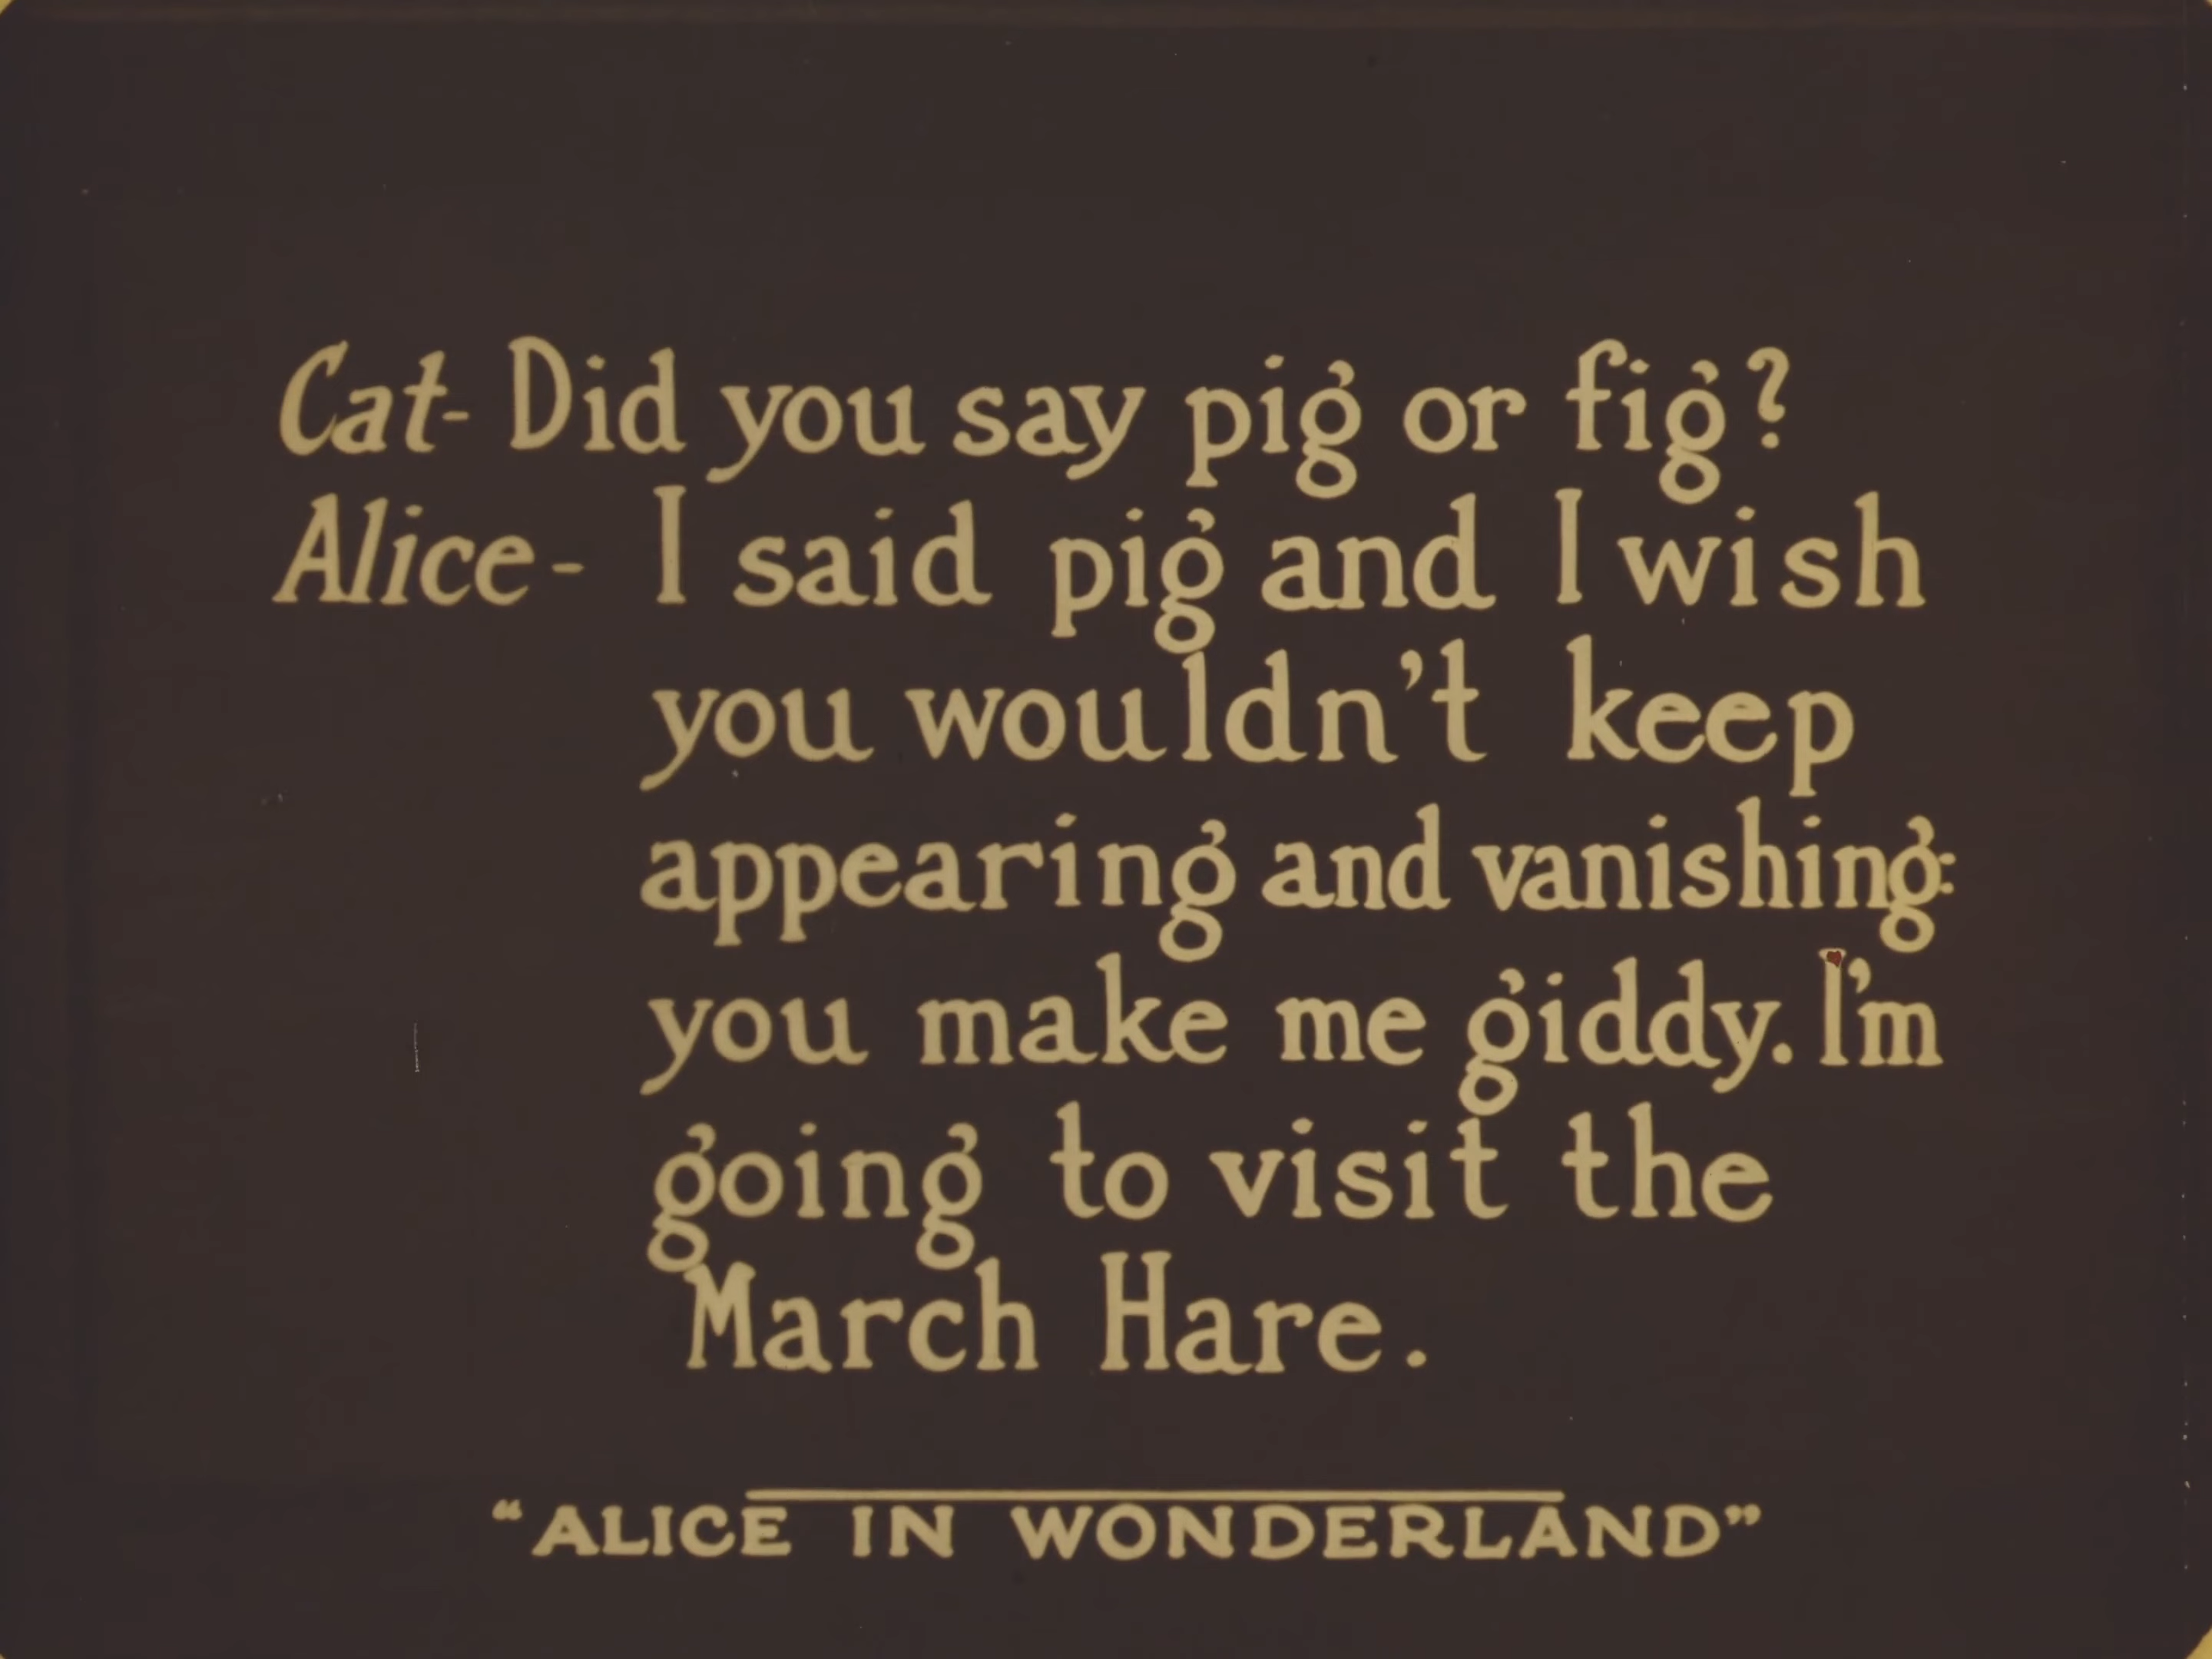 Cat- Did you say pig or fig?
Alice- I said pig and I wish
you wouldn't keep
appearing and vanishing:
you make me giddy. I'm
going to visit the
March Hare.
"ALICE IN WONDERLAND"